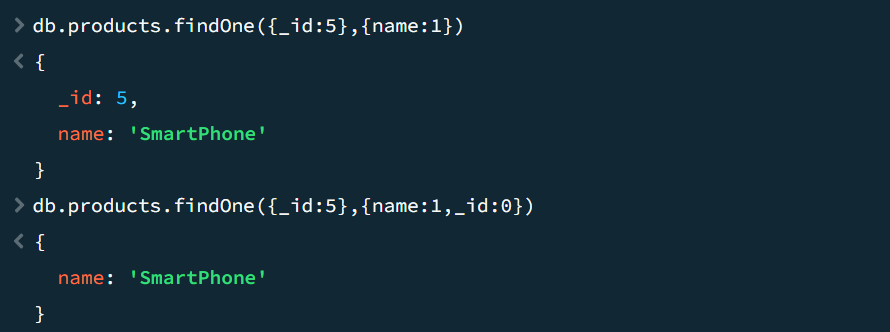 > db.products.findOne({_id:5},{name:1})
< {
_id: 5,
name: 'SmartPhone'
}
> db.products.findOne({_id:5},{name:1,_id:0})
< {
name: 'SmartPhone'
}